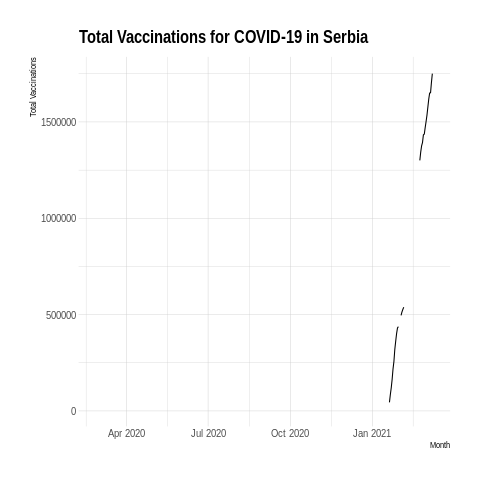 Total Vaccinations for COVID-19 in Serbia
Total Vaccinations
1500000
1000000
500000
0
Apr 2020
Jul 2020
Oct 2020
Jan 2021
Month